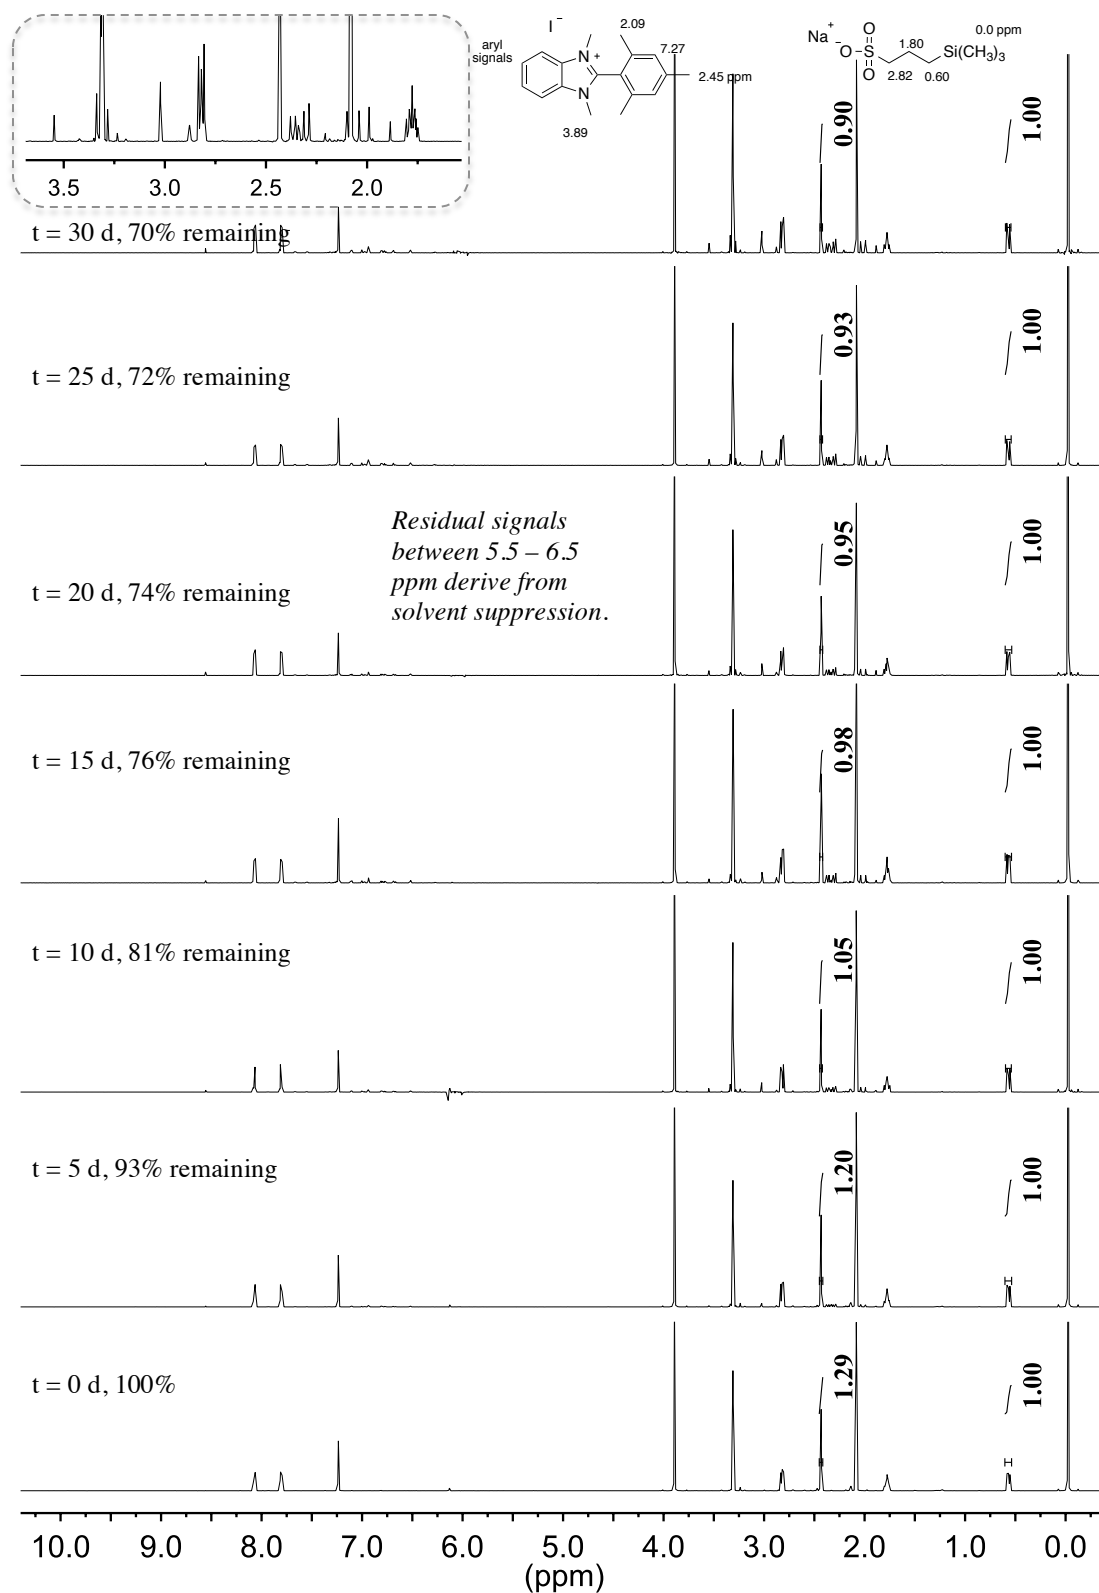 I⁻
2.09
aryl
signals
N
+
7.27
2.45 ppm
N
3.89
Na⁺
⁻O
O
S
O
1.80
2.82
0.60
Si(CH₃)₃
0.0 ppm
3.5 3.0 2.5 2.0
0.90
1.00
t = 30 d, 70% remaining
0.93
1.00
t = 25 d, 72% remaining
Residual signals
between 5.5 – 6.5
ppm derive from
solvent suppression.
0.95
1.00
t = 20 d, 74% remaining
0.98
1.00
t = 15 d, 76% remaining
1.05
1.00
t = 10 d, 81% remaining
1.20
1.00
t = 5 d, 93% remaining
1.29
1.00
t = 0 d, 100%
10.0 9.0 8.0 7.0 6.0 5.0 4.0 3.0 2.0 1.0 0.0
(ppm)